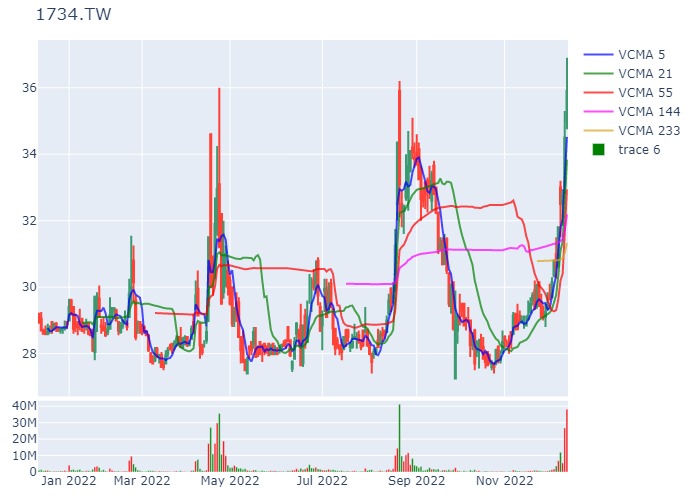 1734.TW
VCMA 5
VCMA 21
VCMA 55
VCMA 144
VCMA 233
trace 6
36
34
32
30
28
40M
30M
20M
10M
0
Jan 2022 Mar 2022 May 2022 Jul 2022 Sep 2022 Nov 2022